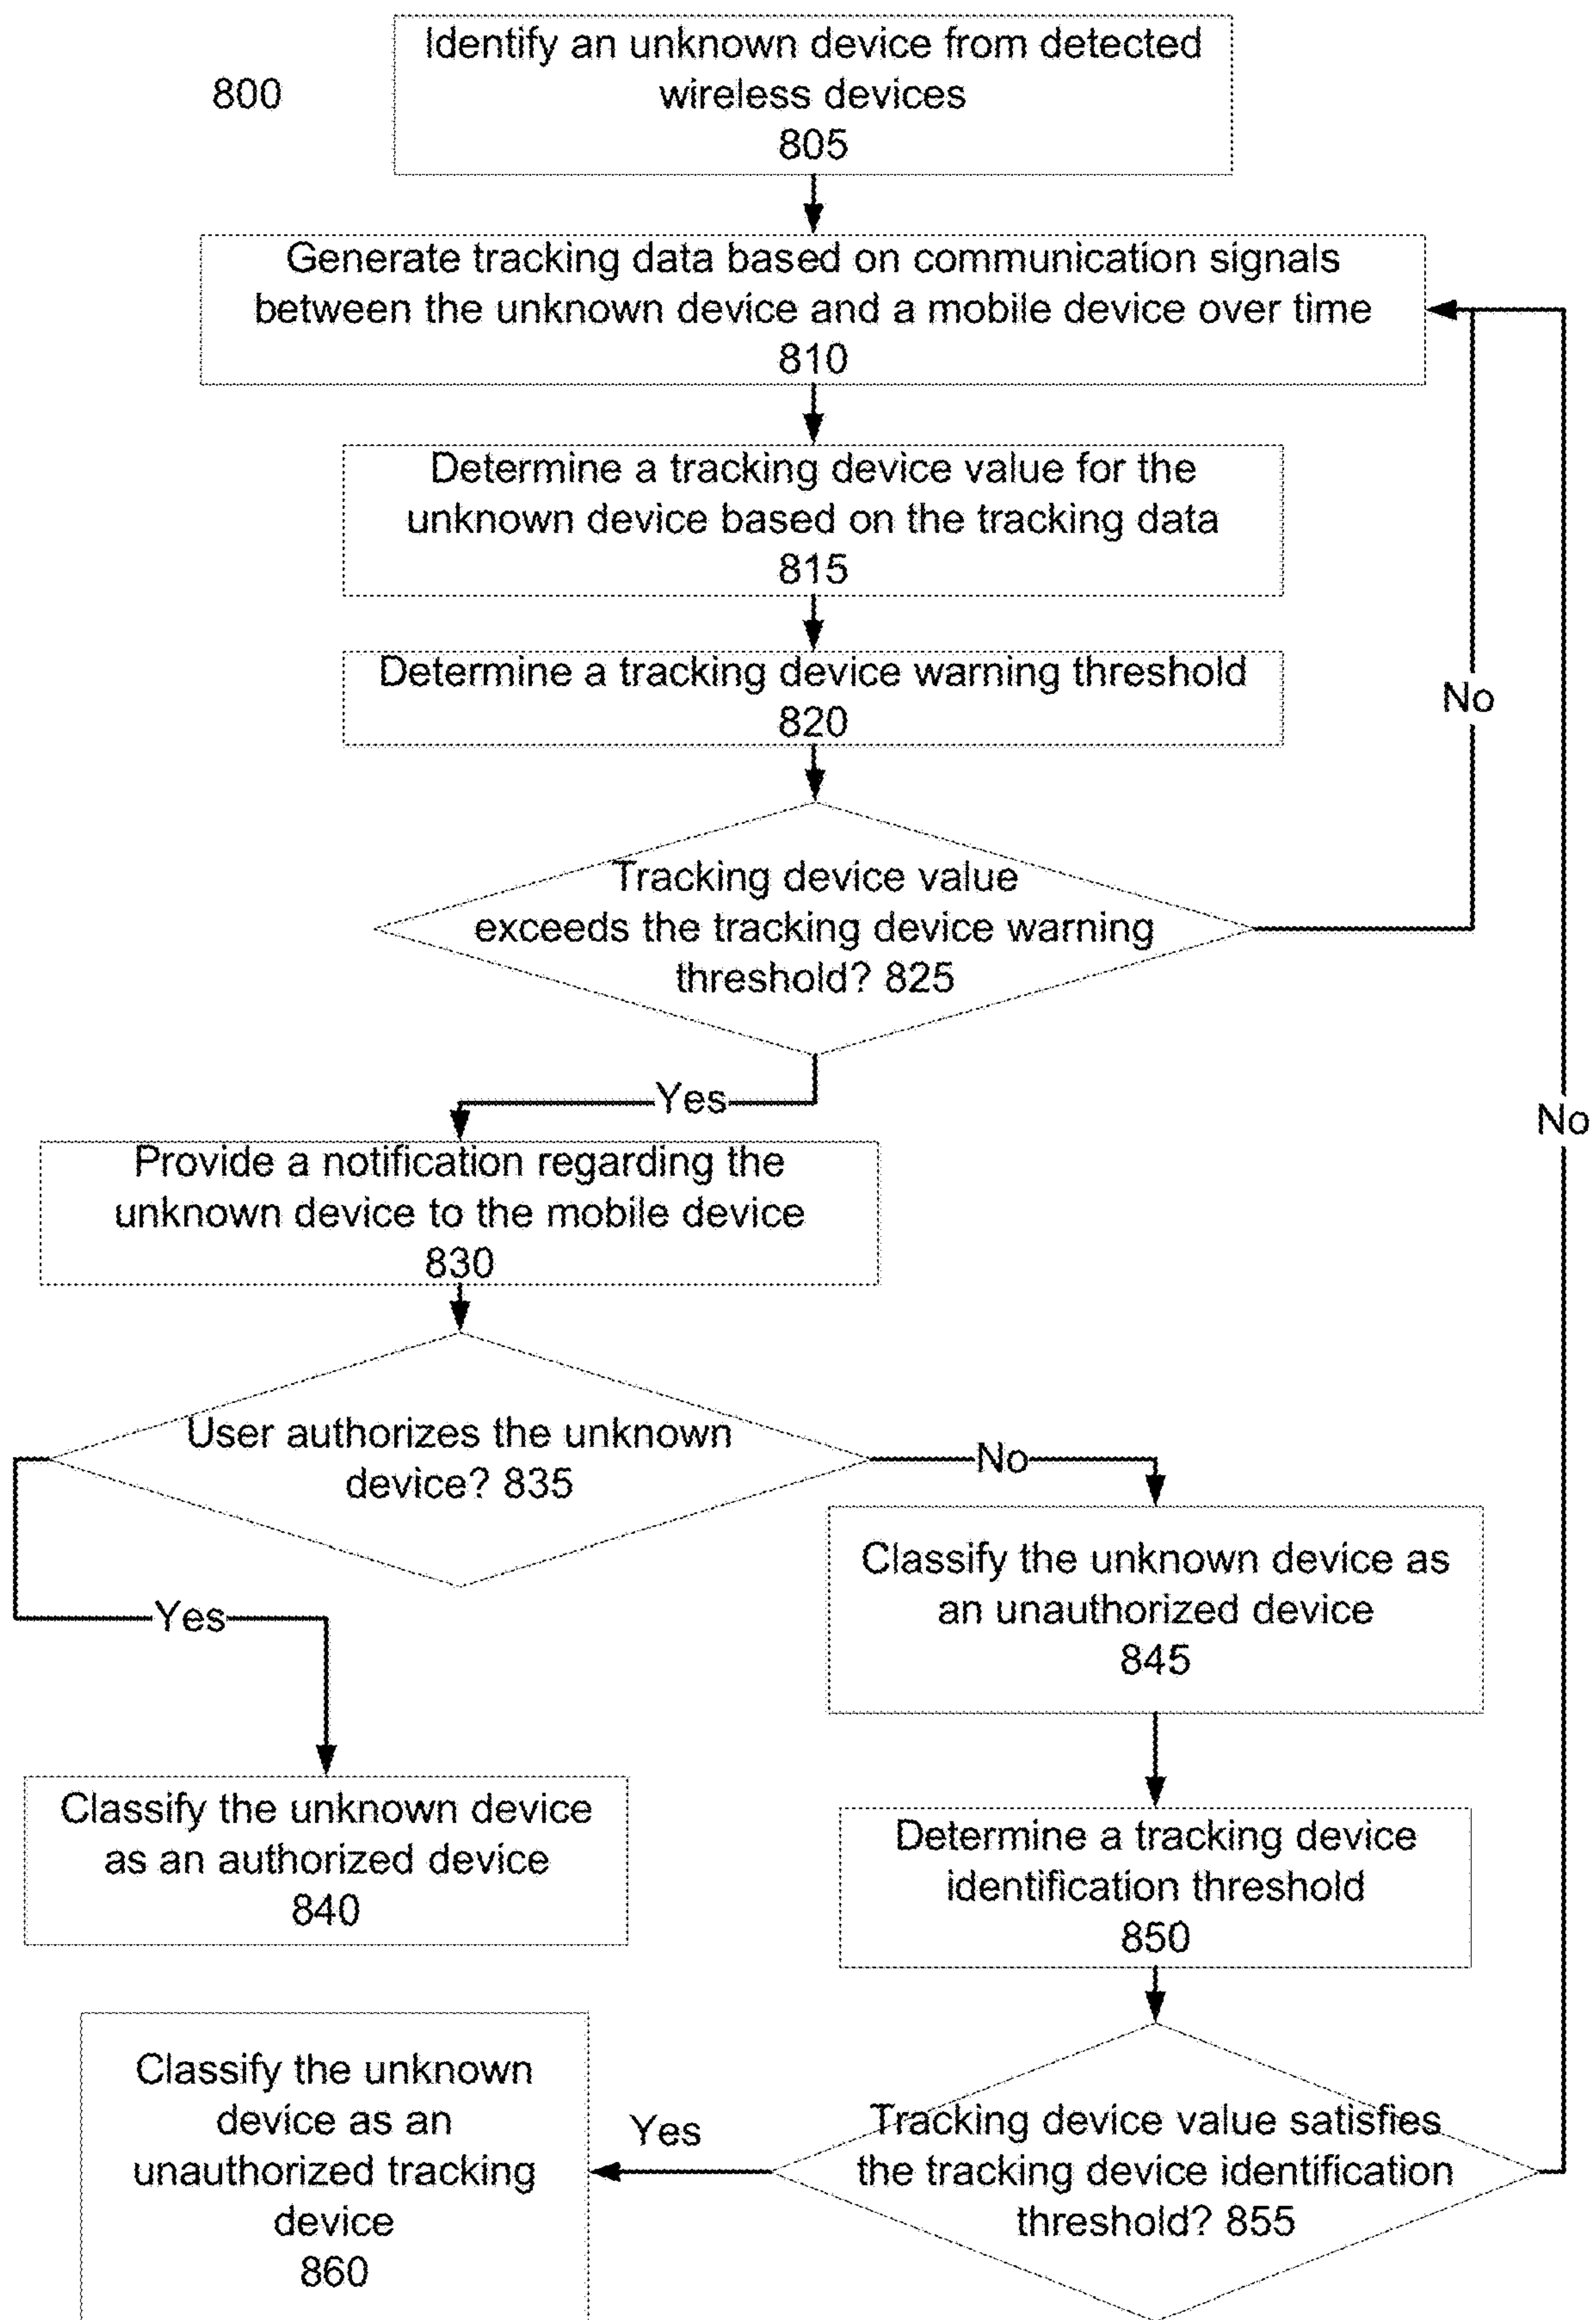 800
Identify an unknown device from detected
wireless devices
805
Generate tracking data based on communication signals
between the unknown device and a mobile device over time
810
Determine a tracking device value for the
unknown device based on the tracking data
815
Determine a tracking device warning threshold
820
No
Tracking device value
exceeds the tracking device warning
threshold? 825
Yes
No
Provide a notification regarding the
unknown device to the mobile device
830
User authorizes the unknown
device? 835
No
Yes
Classify the unknown device as
an unauthorized device
845
Classify the unknown device
as an authorized device
840
Determine a tracking device
identification threshold
850
Classify the unknown
device as an
unauthorized tracking
device
860
Yes
Tracking device value satisfies
the tracking device identification
threshold? 855